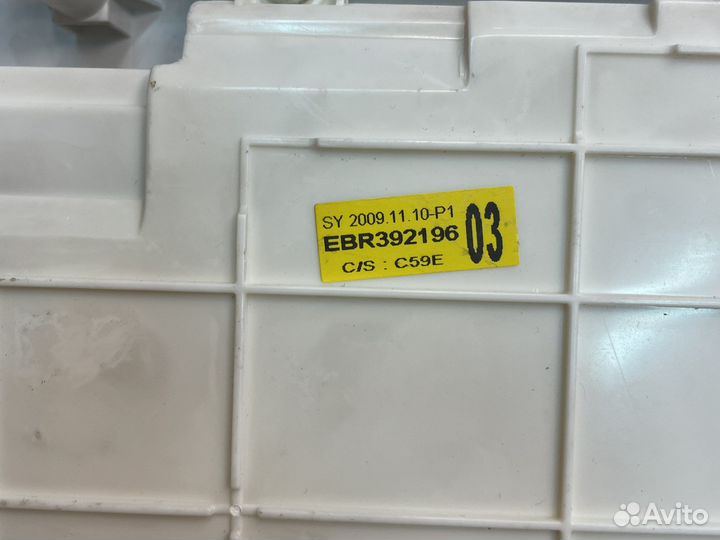 SY 2009.11.10-P1
EBR392196 03
C/S : C59E
Avito